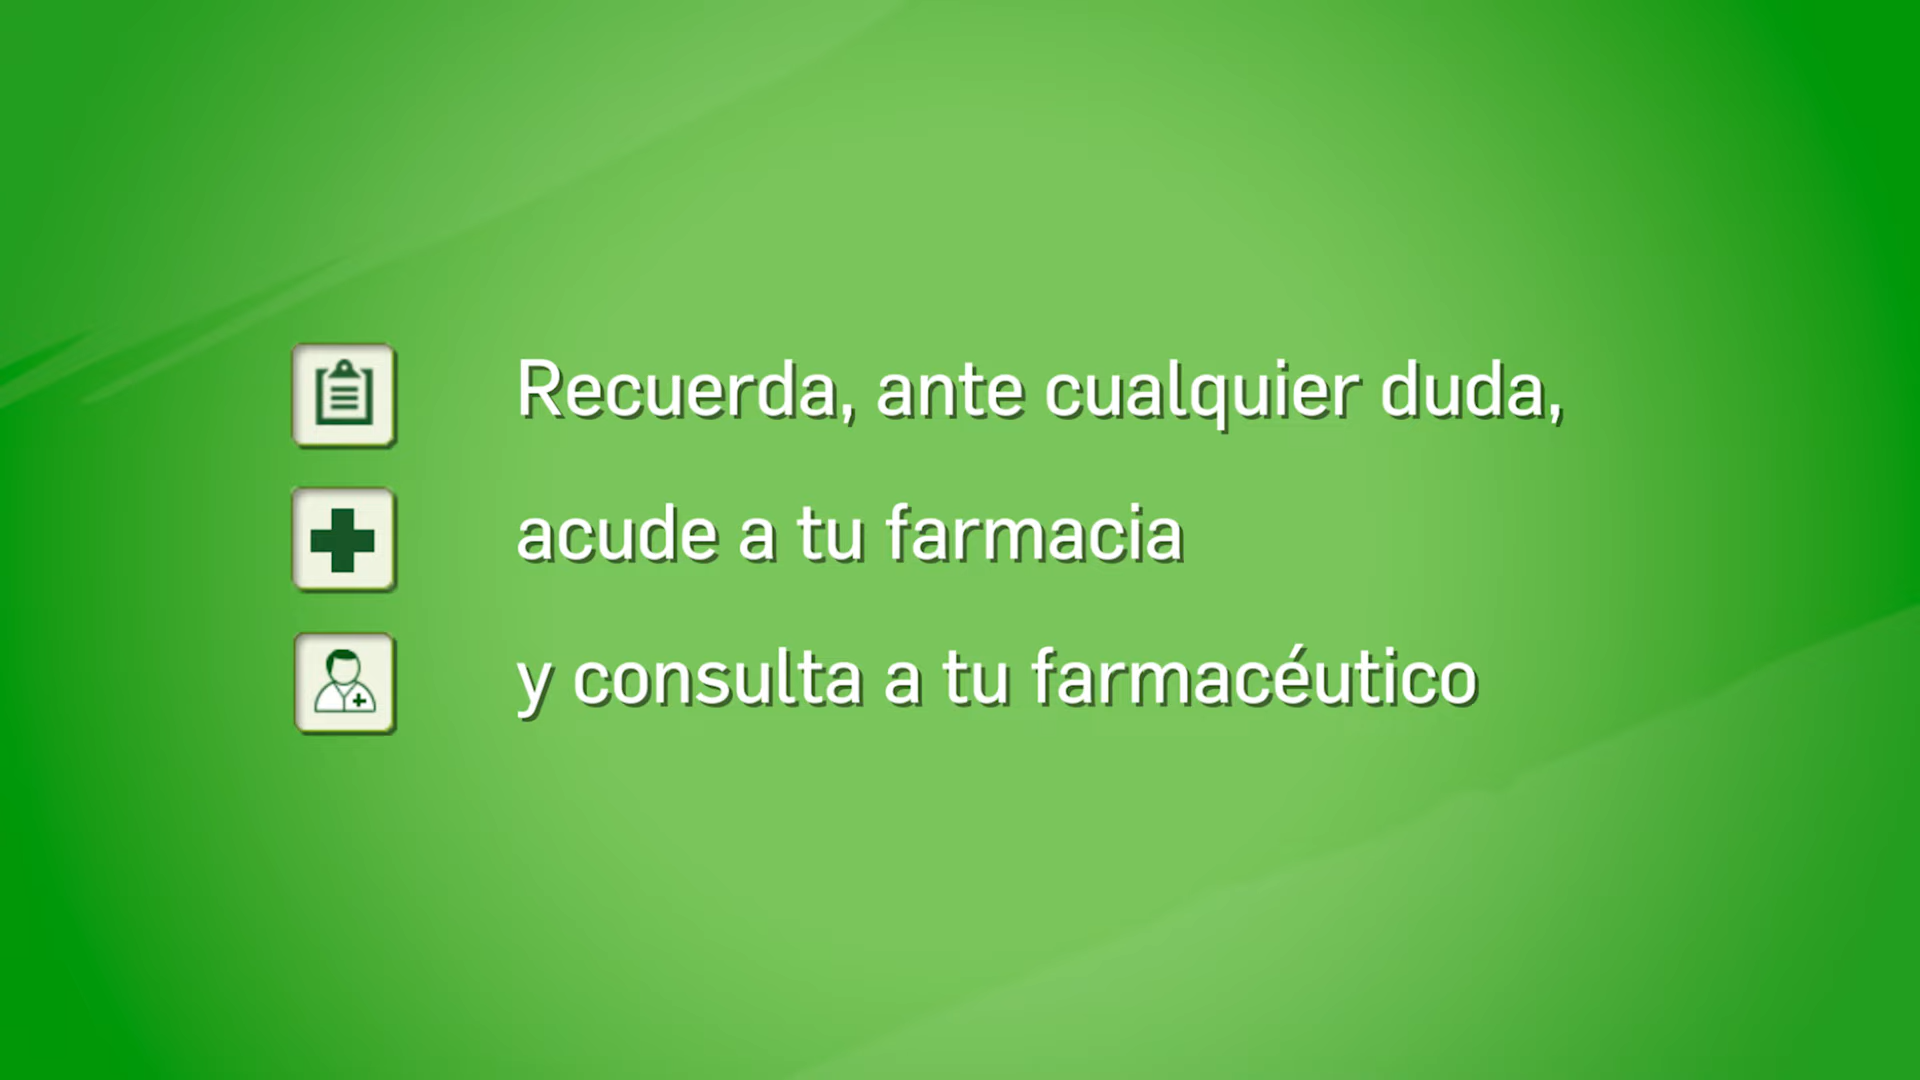 Recuerda, ante cualquier duda,
acude a tu farmacia
y consulta a tu farmacéutico